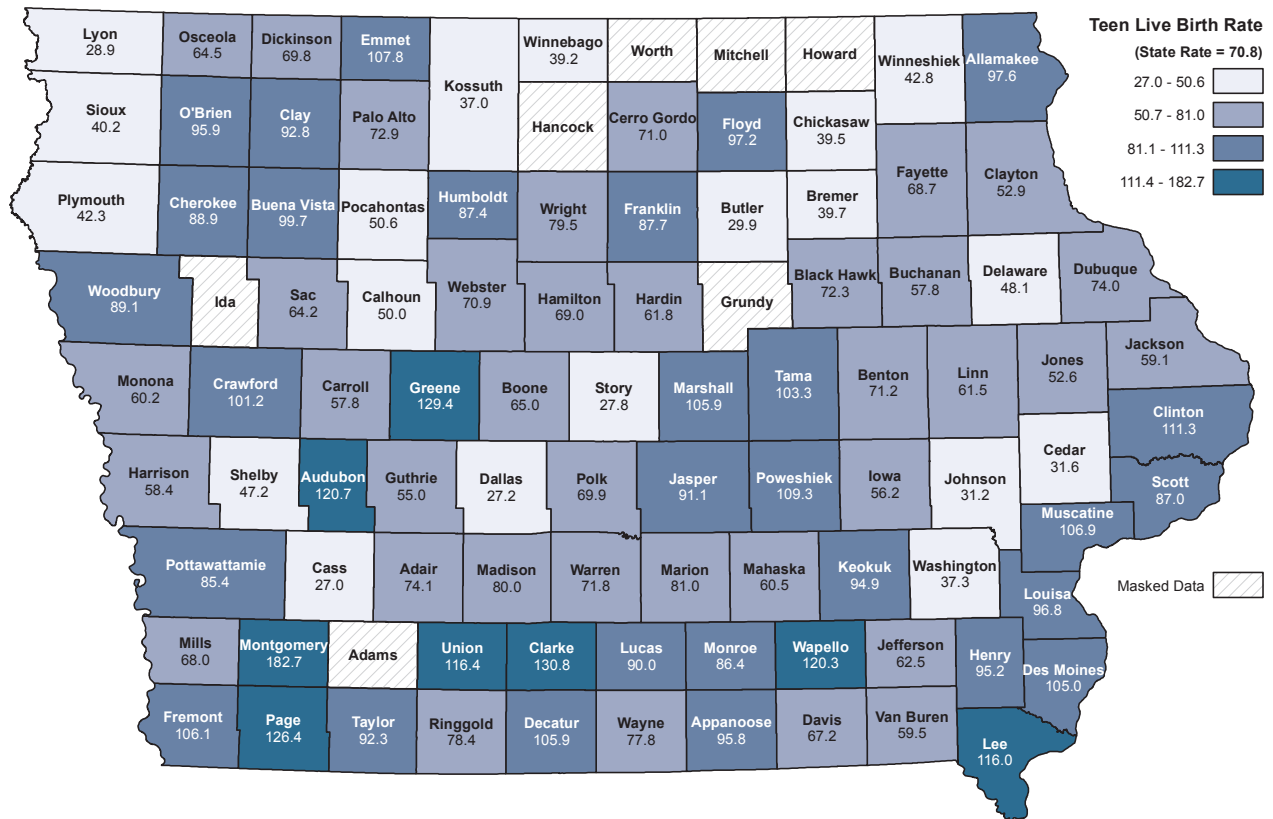 Teen Live Birth Rate
(State Rate = 70.8)
27.0 - 50.6
50.7 - 81.0
81.1 - 111.3
111.4 - 182.7
Lyon
28.9
Osceola
64.5
Dickinson
69.8
Emmet
107.8
Kossuth
37.0
Winnebago
39.2
Worth
Mitchell
Howard
Winneshiek
42.8
Allamakee
97.6
Sioux
40.2
O'Brien
95.9
Clay
92.8
Palo Alto
72.9
Hancock
Cerro Gordo
71.0
Floyd
97.2
Chickasaw
39.5
Fayette
68.7
Clayton
52.9
Plymouth
42.3
Cherokee
88.9
Buena Vista
99.7
Pocahontas
50.6
Humboldt
87.4
Wright
79.5
Franklin
87.7
Butler
29.9
Bremer
39.7
Woodbury
89.1
Ida
Sac
64.2
Calhoun
50.0
Webster
70.9
Hamilton
69.0
Hardin
61.8
Grundy
Black Hawk
72.3
Buchanan
57.8
Delaware
48.1
Dubuque
74.0
Monona
60.2
Crawford
101.2
Carroll
57.8
Greene
129.4
Boone
65.0
Story
27.8
Marshall
105.9
Tama
103.3
Benton
71.2
Linn
61.5
Jones
52.6
Jackson
59.1
Clinton
111.3
Harrison
58.4
Shelby
47.2
Audubon
120.7
Guthrie
55.0
Dallas
27.2
Polk
69.9
Jasper
91.1
Poweshiek
109.3
Iowa
56.2
Johnson
31.2
Cedar
31.6
Scott
87.0
Muscatine
106.9
Pottawattamie
85.4
Cass
27.0
Adair
74.1
Madison
80.0
Warren
71.8
Marion
81.0
Mahaska
60.5
Keokuk
94.9
Washington
37.3
Louisa
96.8
Masked Data
Mills
68.0
Montgomery
182.7
Adams
Union
116.4
Clarke
130.8
Lucas
90.0
Monroe
86.4
Wapello
120.3
Jefferson
62.5
Henry
95.2
Des Moines
105.0
Fremont
106.1
Page
126.4
Taylor
92.3
Ringgold
78.4
Decatur
105.9
Wayne
77.8
Appanoose
95.8
Davis
67.2
Van Buren
59.5
Lee
116.0